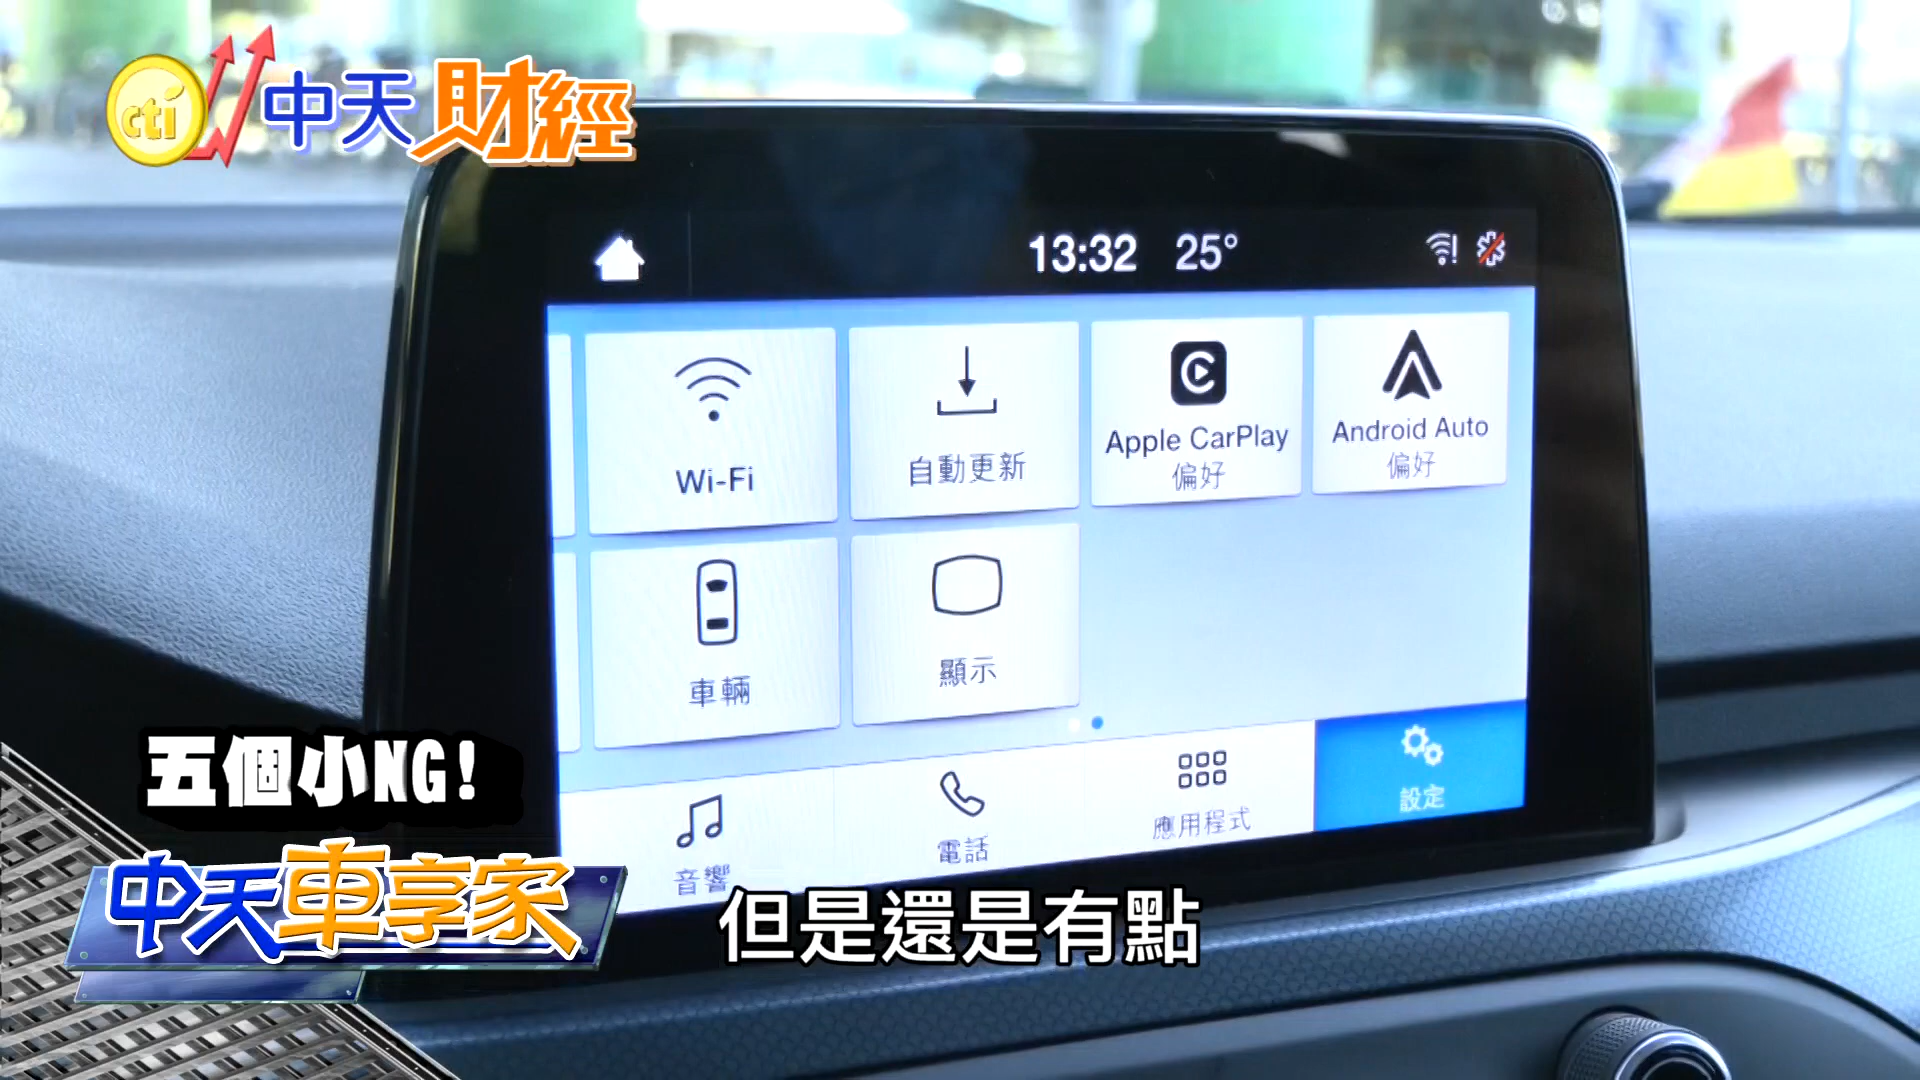 cti 中天財經
13:32 25°
Wi-Fi
自動更新
Apple CarPlay
偏好
Android Auto
偏好
車輛
顯示
音響
電話
應用程式
設定
五個小NG!
中天車享家
但是還是有點